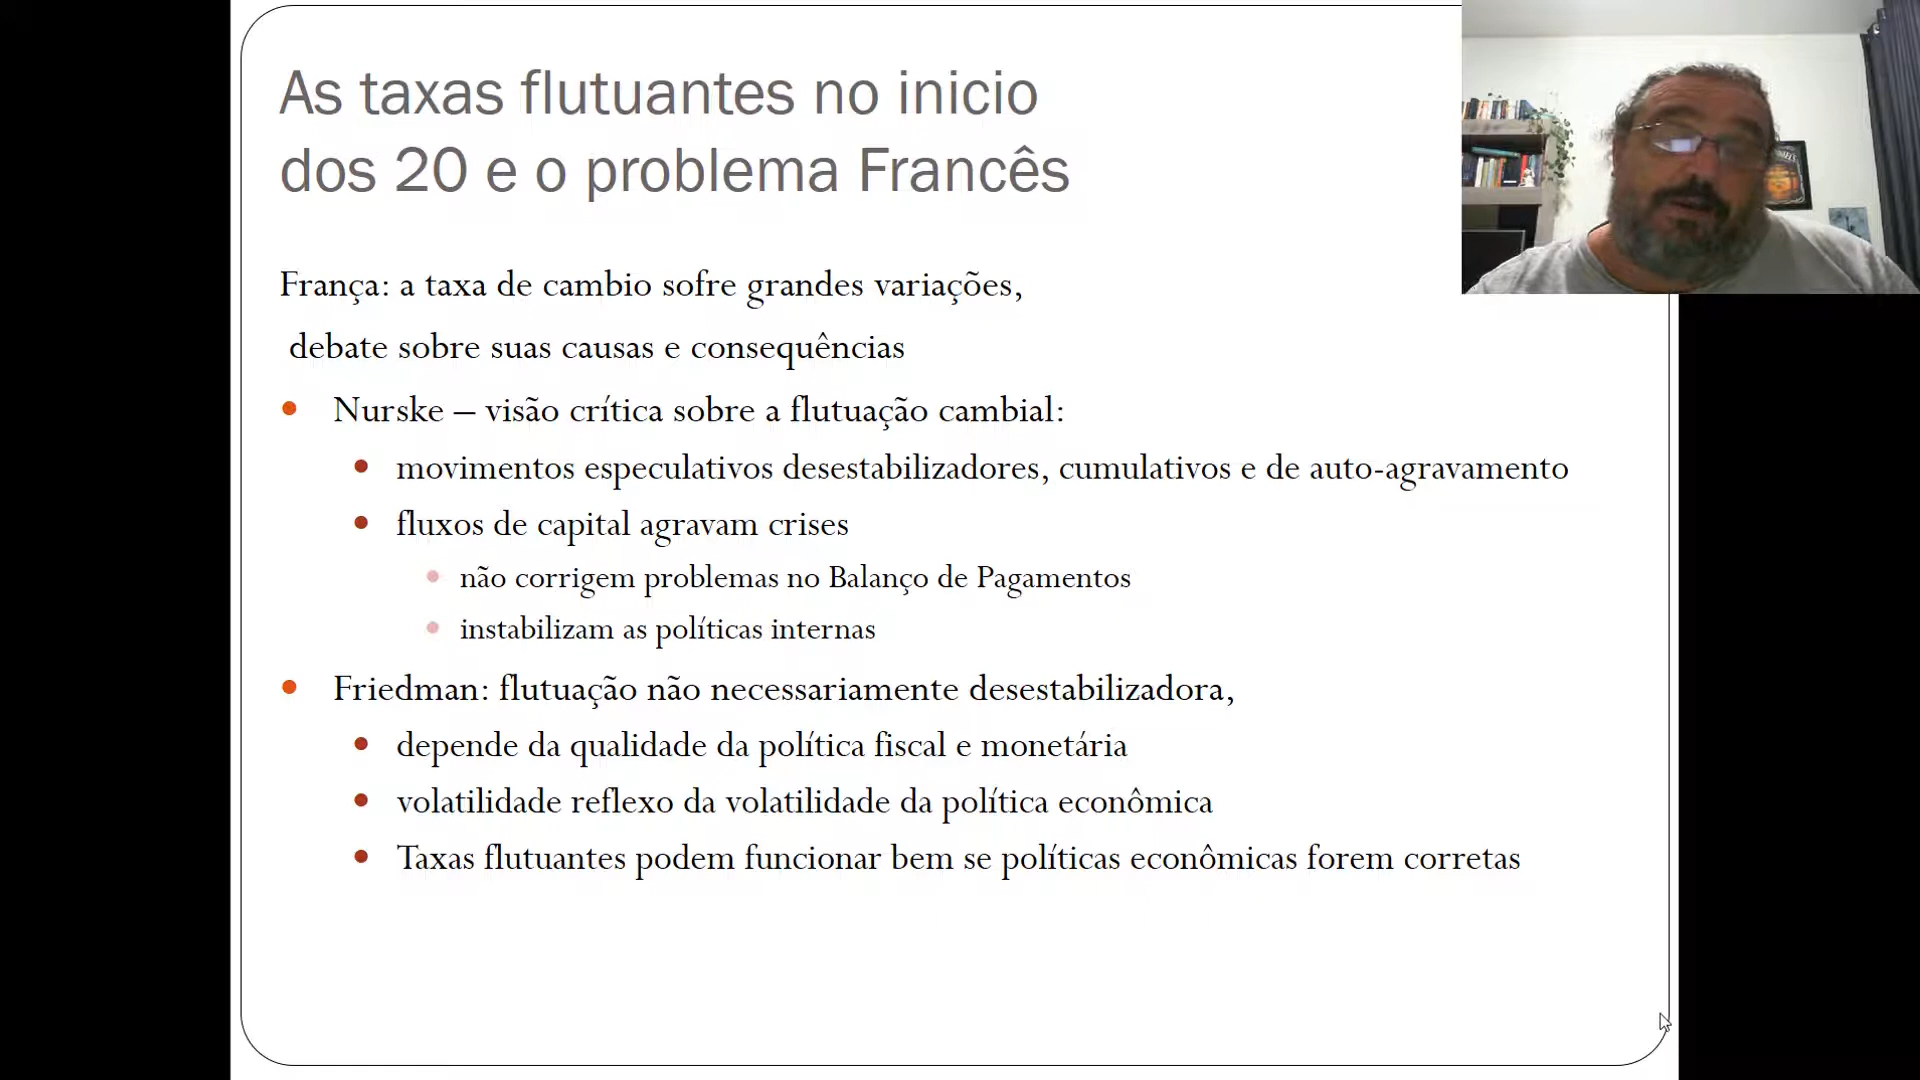 As taxas flutuantes no inicio
dos 20 e o problema Francês
França: a taxa de cambio sofre grandes variações,
debate sobre suas causas e consequências
Nurske – visão crítica sobre a flutuação cambial:
movimentos especulativos desestabilizadores, cumulativos e de auto-agravamento
fluxos de capital agravam crises
não corrigem problemas no Balanço de Pagamentos
instabilizam as políticas internas
Friedman: flutuação não necessariamente desestabilizadora,
depende da qualidade da política fiscal e monetária
volatilidade reflexo da volatilidade da política econômica
Taxas flutuantes podem funcionar bem se políticas econômicas forem corretas